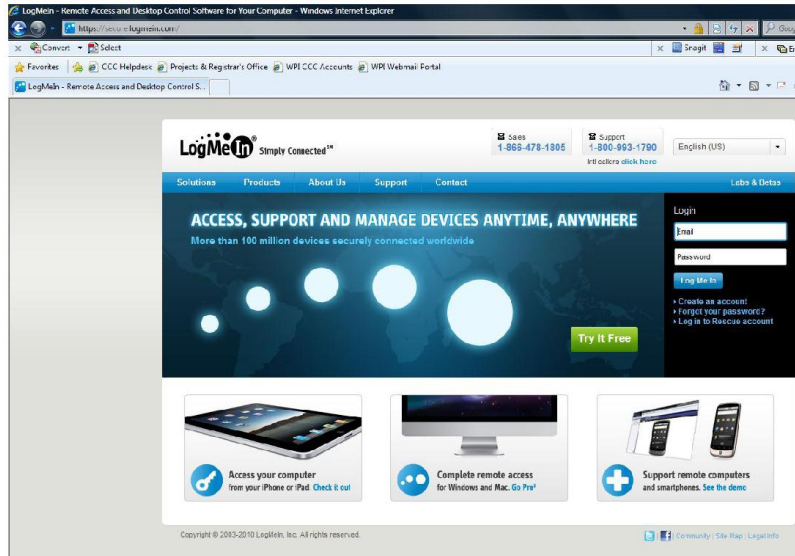 LogMeIn - Remote Access and Desktop Control Software for Your Computer - Windows Internet Explorer
https://secure.logmein.com/
Convert Select
Snagit
Favorites CCC Helpdesk Projects & Registrar's Office WPI CCC Accounts WPI Webmail Portal
LogMeIn - Remote Access and Desktop Control S...
LogMeIn® Simply Connected℠
Sales
1-866-478-1805
Support
1-800-993-1790
Intl callers click here
English (US)
Solutions Products About Us Support Contact Labs & Betas
ACCESS, SUPPORT AND MANAGE DEVICES ANYTIME, ANYWHERE
More than 100 million devices securely connected worldwide
Try It Free
Login
Email
Password
Log Me In
Create an account
Forgot your password?
Log in to Rescue account
Access your computer
from your iPhone or iPad. Check it out
Complete remote access
for Windows and Mac. Go Pro²
Support remote computers
and smartphones. See the demo
Copyright © 2003-2010 LogMeIn, Inc. All rights reserved.
Community | Site Map | Legal Info